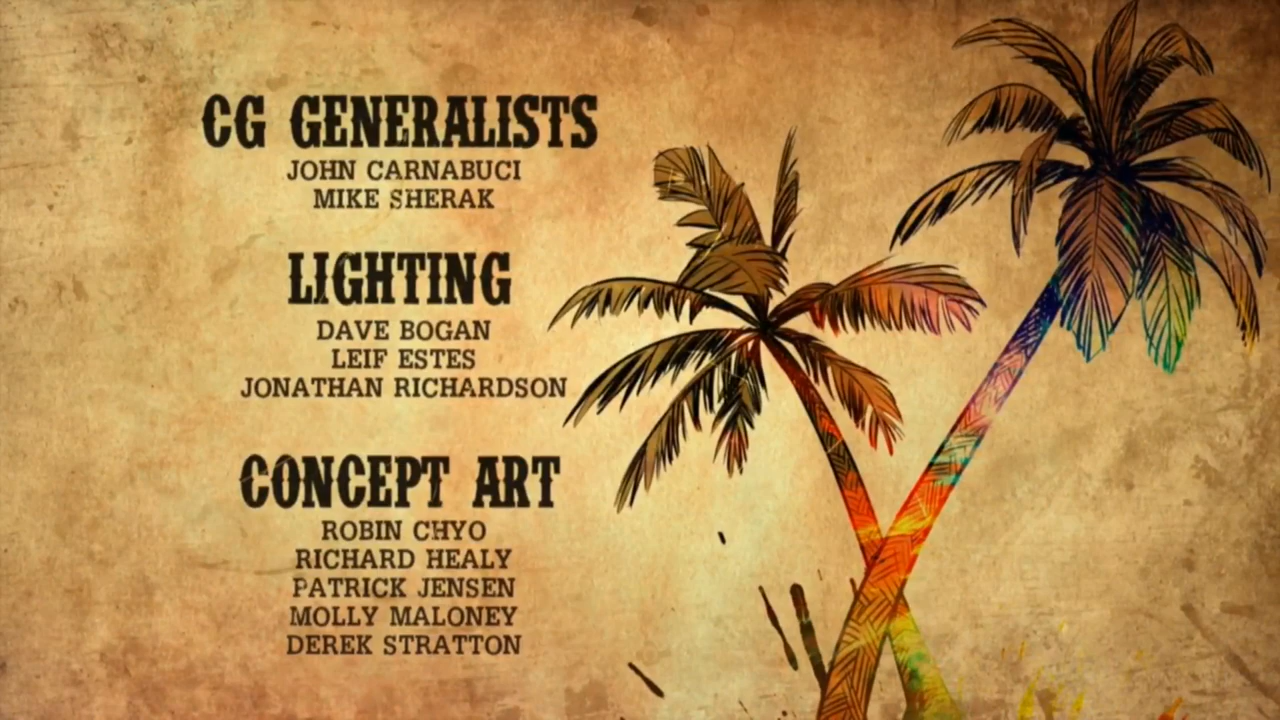 CG GENERALISTS
JOHN CARNABUCI
MIKE SHERAK
LIGHTING
DAVE BOGAN
LEIF ESTES
JONATHAN RICHARDSON
CONCEPT ART
ROBIN CHYO
RICHARD HEALY
PATRICK JENSEN
MOLLY MALONEY
DEREK STRATTON